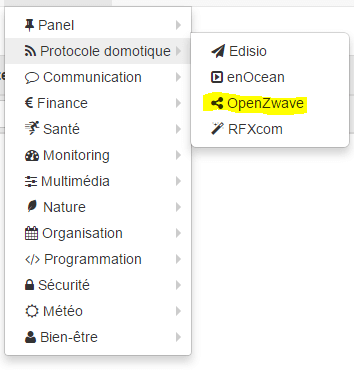 Panel
Protocole domotique
Communication
Finance
Santé
Monitoring
Multimédia
Nature
Organisation
Programmation
Sécurité
Météo
Bien-être
Edisio
enOcean
OpenZwave
RFXcom